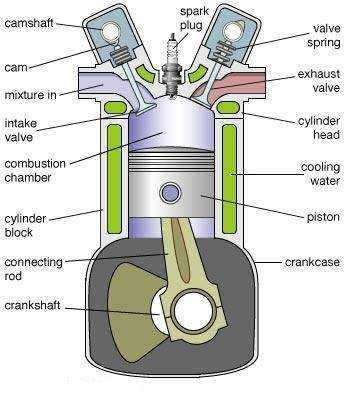 camshaft
cam
mixture in
intake
valve
combustion
chamber
cylinder
block
connecting
rod
crankshaft
spark
plug
valve
spring
exhaust
valve
cylinder
head
cooling
water
piston
crankcase